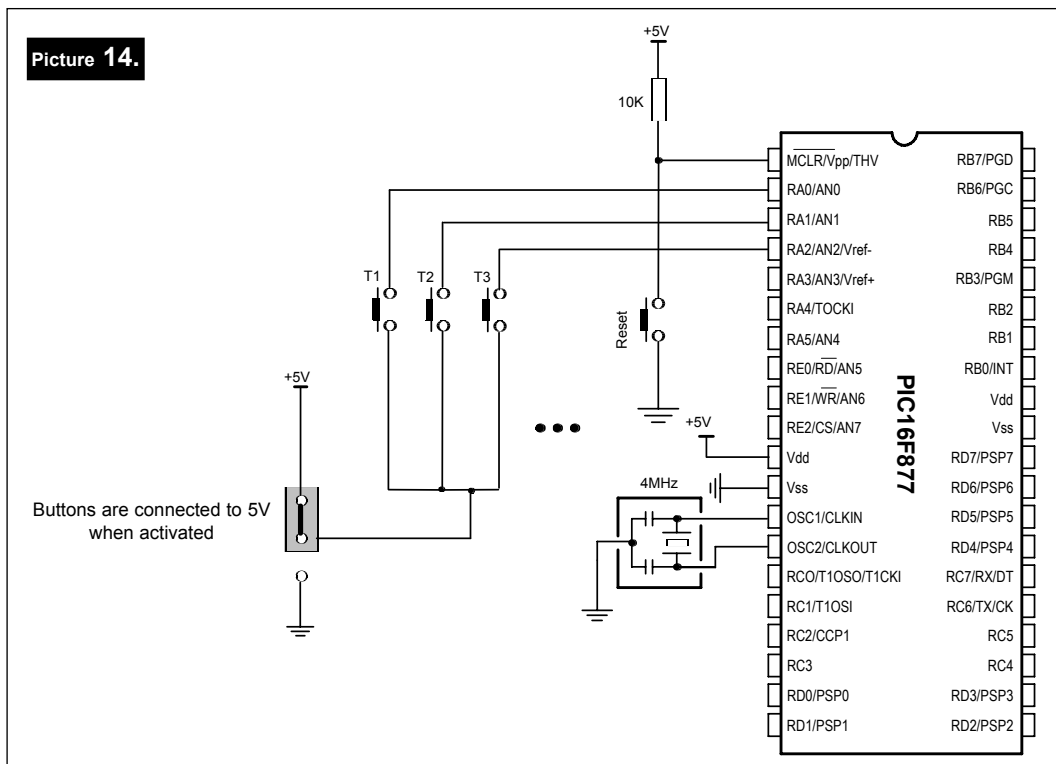 Picture 14.
+5V
10K
T1
T2
T3
Reset
+5V
Buttons are connected to 5V
when activated
+5V
4MHz
MCLR/Vpp/THV
RA0/AN0
RA1/AN1
RA2/AN2/Vref-
RA3/AN3/Vref+
RA4/TOCKI
RA5/AN4
RE0/RD/AN5
RE1/WR/AN6
RE2/CS/AN7
Vdd
Vss
OSC1/CLKIN
OSC2/CLKOUT
RCO/T1OSO/T1CKI
RC1/T1OSI
RC2/CCP1
RC3
RD0/PSP0
RD1/PSP1
PIC16F877
RB7/PGD
RB6/PGC
RB5
RB4
RB3/PGM
RB2
RB1
RB0/INT
Vdd
Vss
RD7/PSP7
RD6/PSP6
RD5/PSP5
RD4/PSP4
RC7/RX/DT
RC6/TX/CK
RC5
RC4
RD3/PSP3
RD2/PSP2